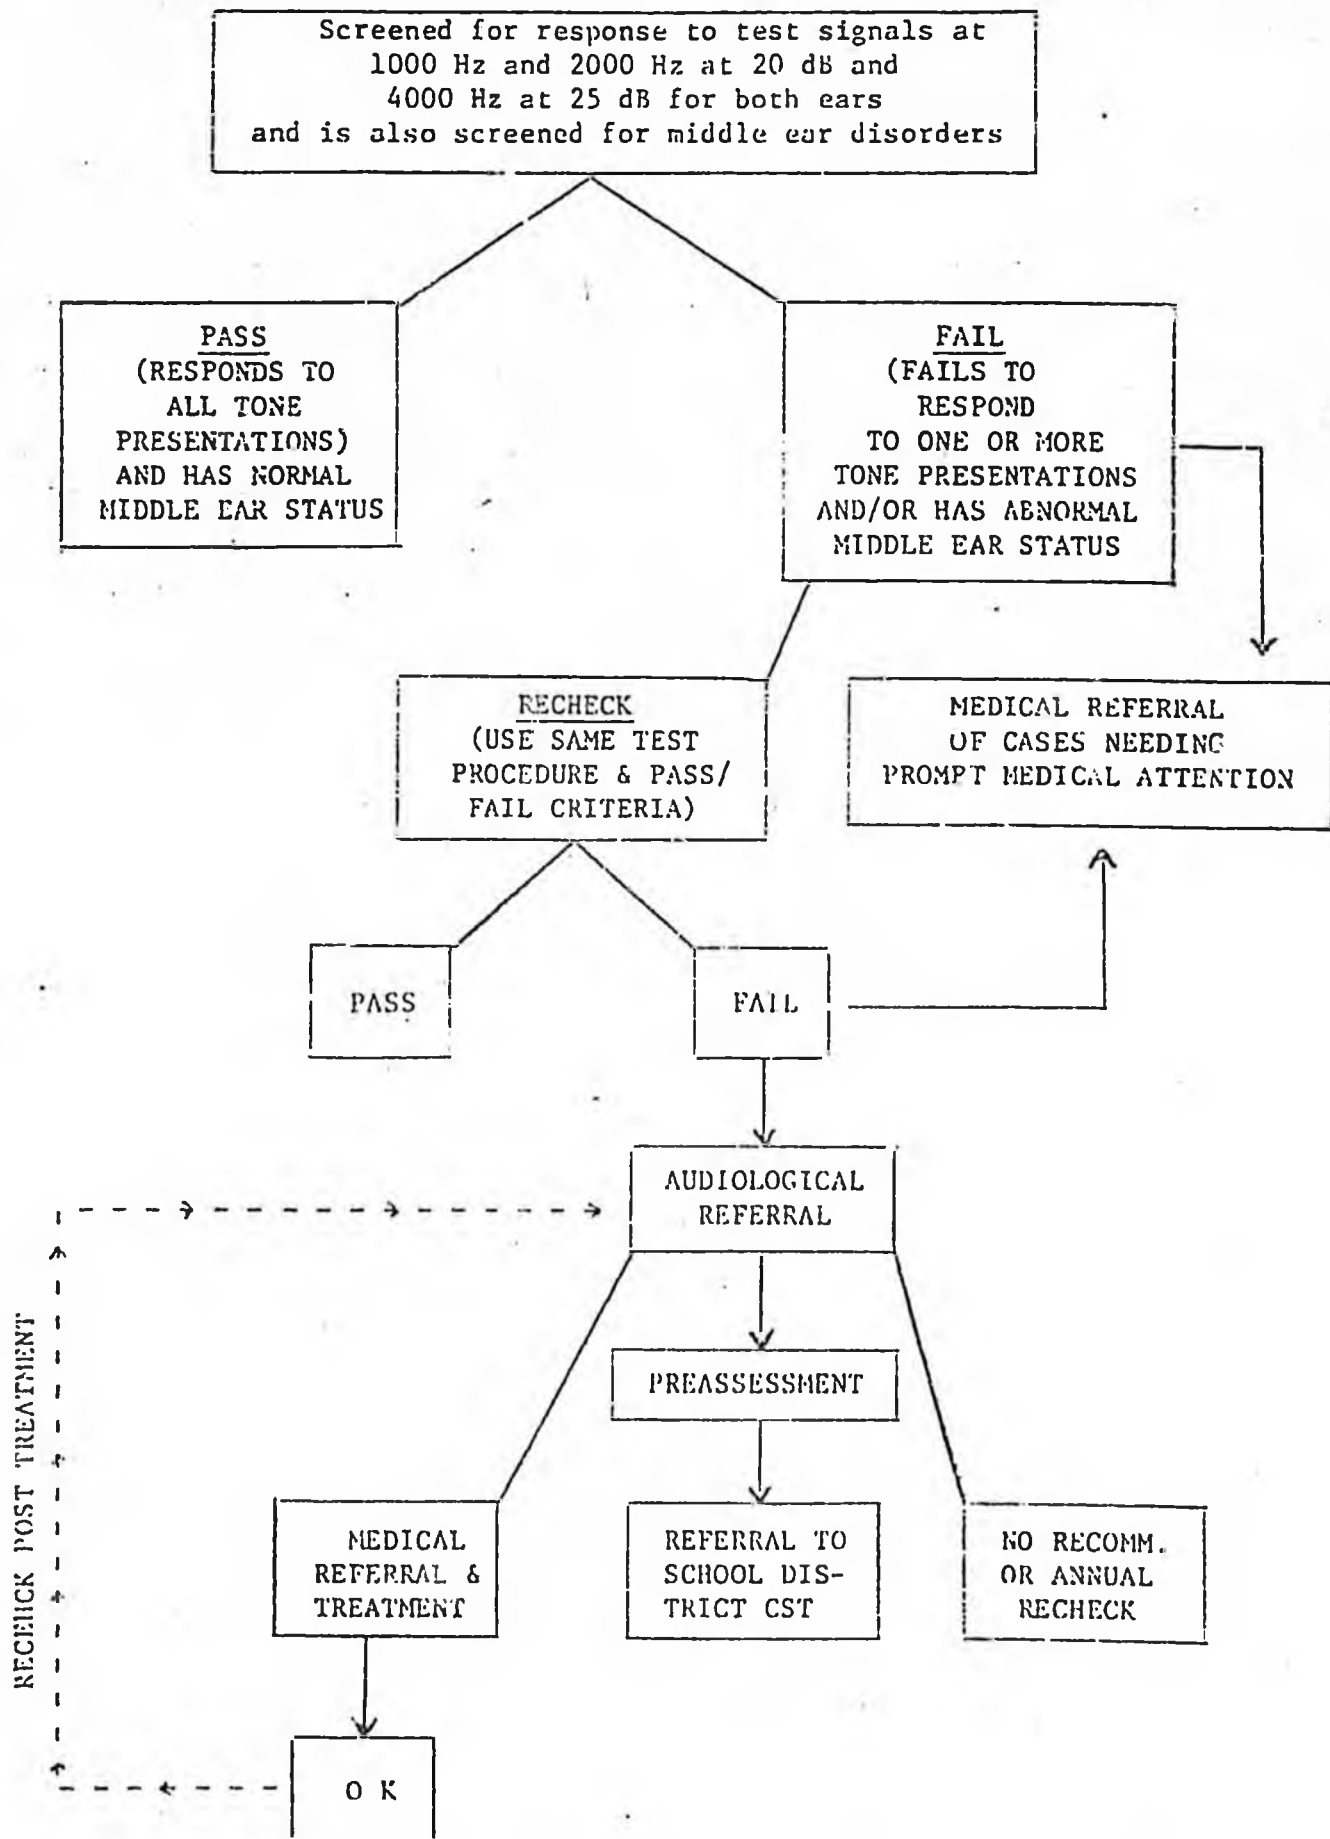 Screened for response to test signals at
1000 Hz and 2000 Hz at 20 dB and
4000 Hz at 25 dB for both ears
and is also screened for middle ear disorders
PASS
(RESPONDS TO
ALL TONE
PRESENTATIONS)
AND HAS NORMAL
MIDDLE EAR STATUS
FAIL
(FAILS TO
RESPOND
TO ONE OR MORE
TONE PRESENTATIONS
AND/OR HAS ABNORMAL
MIDDLE EAR STATUS
RECHECK
(USE SAME TEST
PROCEDURE & PASS/
FAIL CRITERIA)
MEDICAL REFERRAL
OF CASES NEEDING
PROMPT MEDICAL ATTENTION
PASS
FAIL
AUDIOLOGICAL
REFERRAL
PREASSESSMENT
MEDICAL
REFERRAL &
TREATMENT
REFERRAL TO
SCHOOL DIS-
TRICT CST
NO RECOMM.
OR ANNUAL
RECHECK
O K
RECEHCK POST TREATMENT